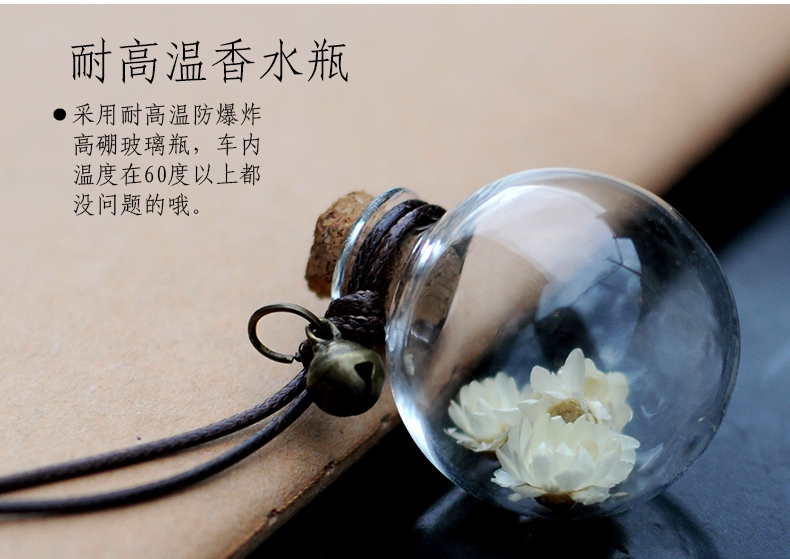 耐高温香水瓶
●采用耐高温防爆炸
高硼玻璃瓶，车内
温度在60度以上都
没问题的哦。